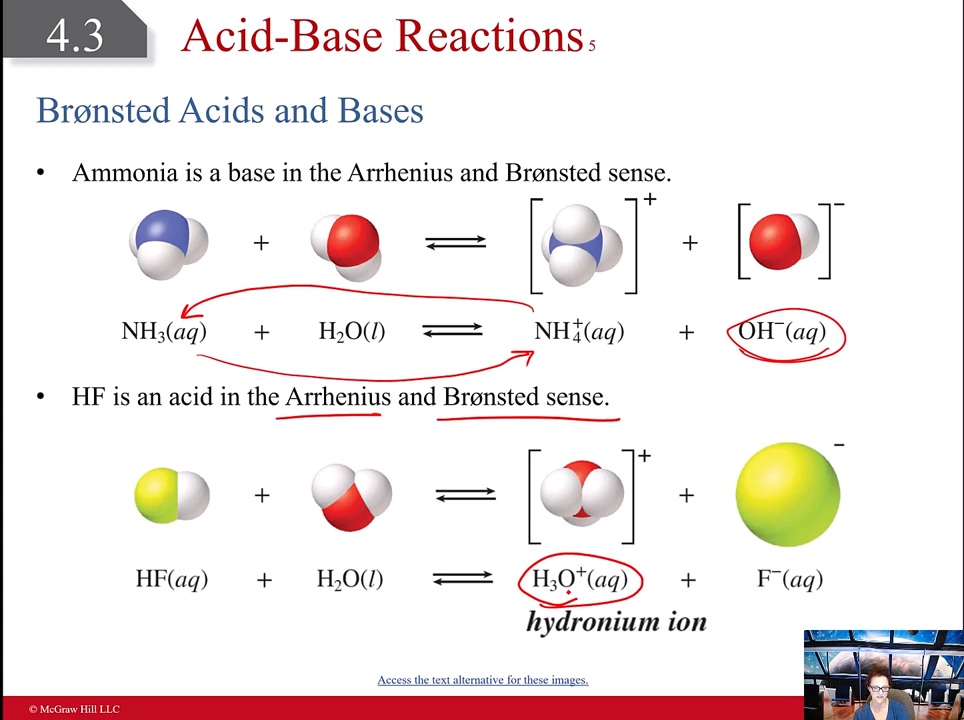 4.3
Acid-Base Reactions 5
Brønsted Acids and Bases
• Ammonia is a base in the Arrhenius and Brønsted sense.
+ ⇌ [ ]⁺ + [ ]⁻
NH₃(aq) + H₂O(l) ⇌ NH₄⁺(aq) + OH⁻(aq)
• HF is an acid in the Arrhenius and Brønsted sense.
+ ⇌ [ ]⁺ + ⁻
HF(aq) + H₂O(l) ⇌ H₃O⁺(aq) + F⁻(aq)
hydronium ion
Access the text alternative for these images.
© McGraw Hill LLC